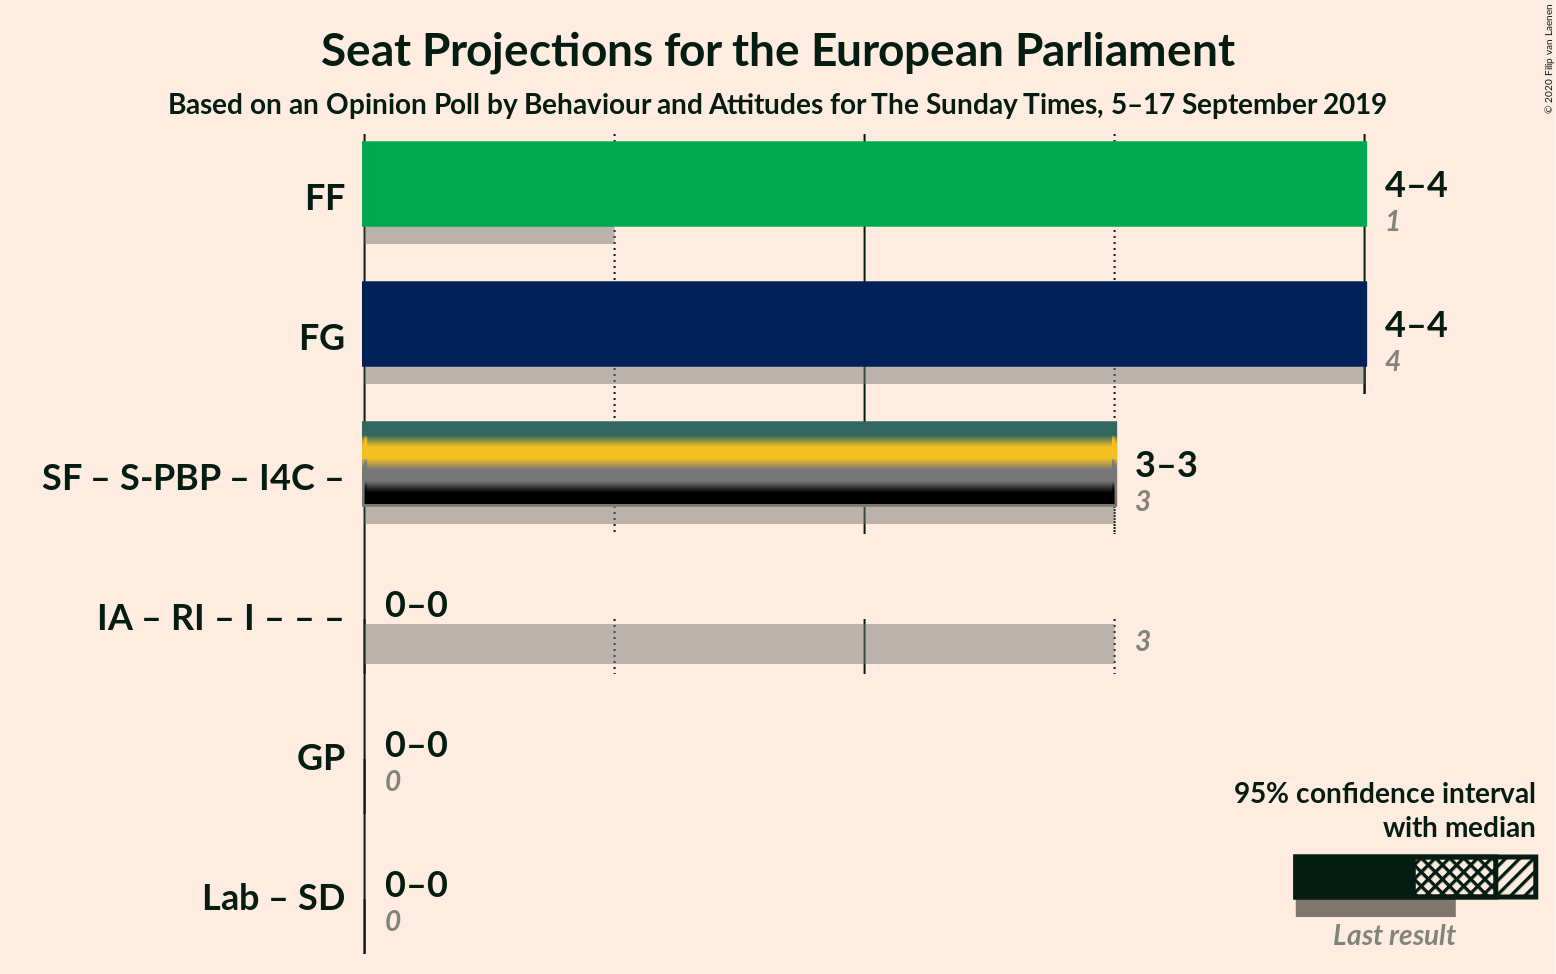 Seat Projections for the European Parliament
Based on an Opinion Poll by Behaviour and Attitudes for The Sunday Times, 5–17 September 2019
© 2020 Filip van Laenen
FF
4–4
1
FG
4–4
4
SF – S-PBP – I4C –
3–3
3
IA – RI – I – – –
0–0
3
GP
0–0
0
Lab – SD
0–0
0
95% confidence interval
with median
Last result